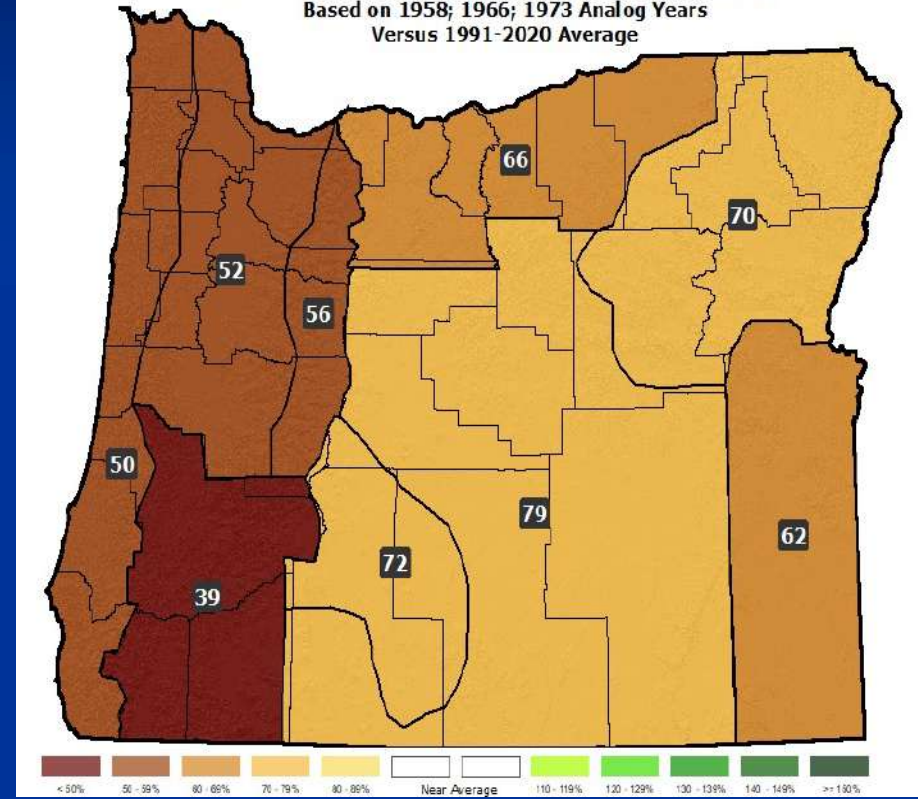 Based on 1958; 1966; 1973 Analog Years
Versus 1991-2020 Average
66
70
52
56
50
79
62
72
39
< 50%
50 - 59%
60 - 69%
70 - 79%
80 - 89%
Near Average
110 - 119%
120 - 129%
130 - 139%
140 - 149%
>= 150%